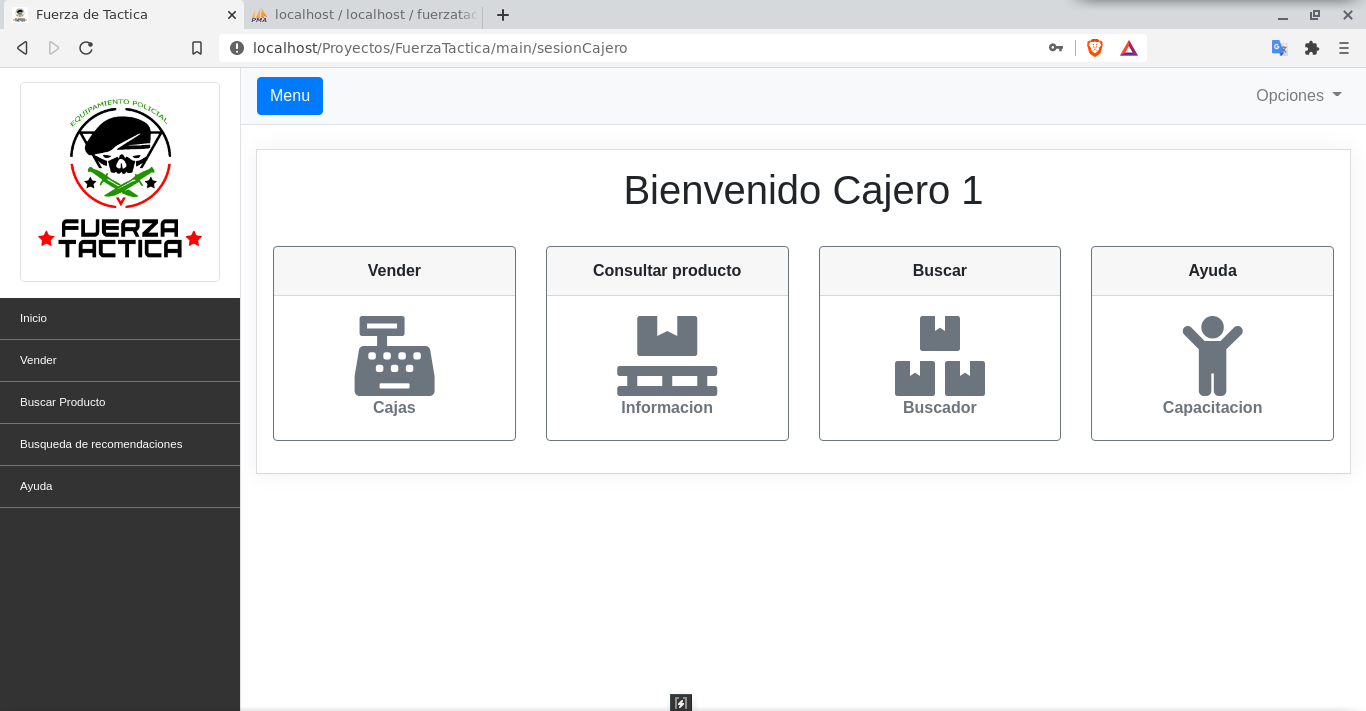 Fuerza de Tactica
localhost / localhost / fuerzatac
localhost/Proyectos/FuerzaTactica/main/sesionCajero
EQUIPAMIENTO POLICIAL
FUERZA
TACTICA
Inicio
Vender
Buscar Producto
Busqueda de recomendaciones
Ayuda
Menu
Opciones
Bienvenido Cajero 1
Vender
Cajas
Consultar producto
Informacion
Buscar
Buscador
Ayuda
Capacitacion